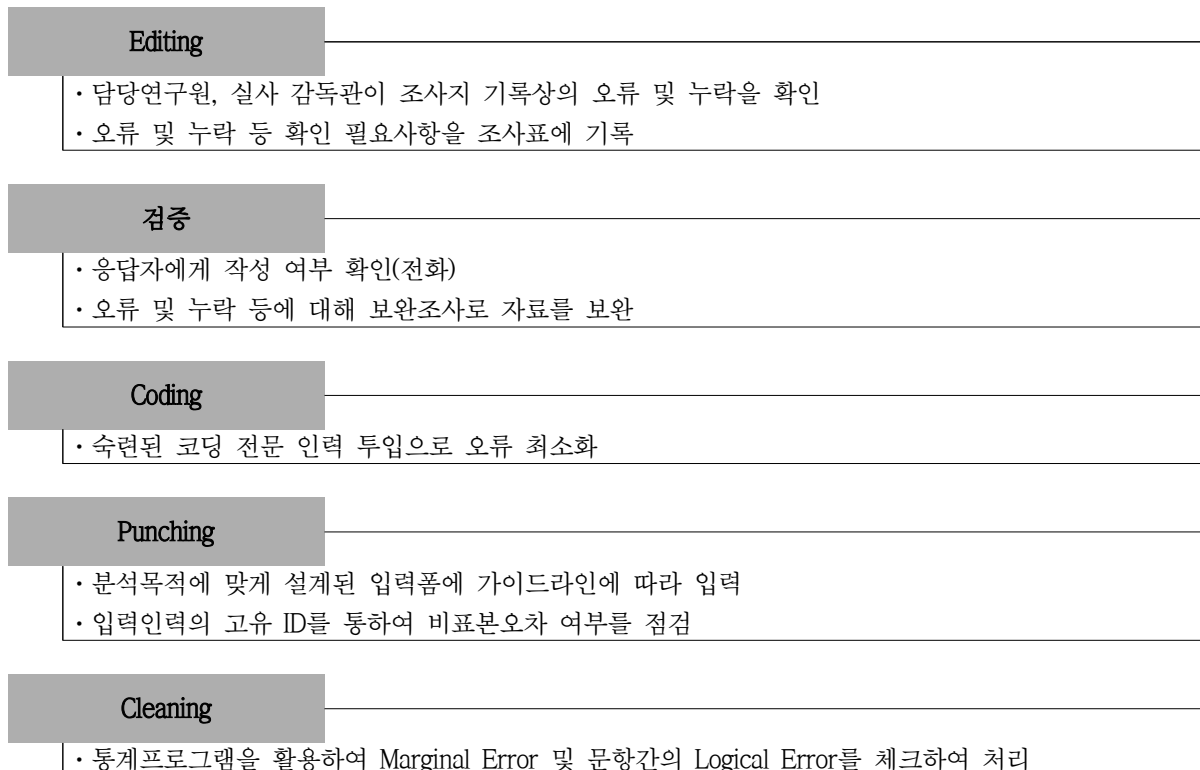 Editing
・담당연구원, 실사 감독관이 조사지 기록상의 오류 및 누락을 확인
・오류 및 누락 등 확인 필요사항을 조사표에 기록
검증
・응답자에게 작성 여부 확인(전화)
・오류 및 누락 등에 대해 보완조사로 자료를 보완
Coding
・숙련된 코딩 전문 인력 투입으로 오류 최소화
Punching
・분석목적에 맞게 설계된 입력폼에 가이드라인에 따라 입력
・입력인력의 고유 ID를 통하여 비표본오차 여부를 점검
Cleaning
・통계프로그램을 활용하여 Marginal Error 및 문항간의 Logical Error를 체크하여 처리